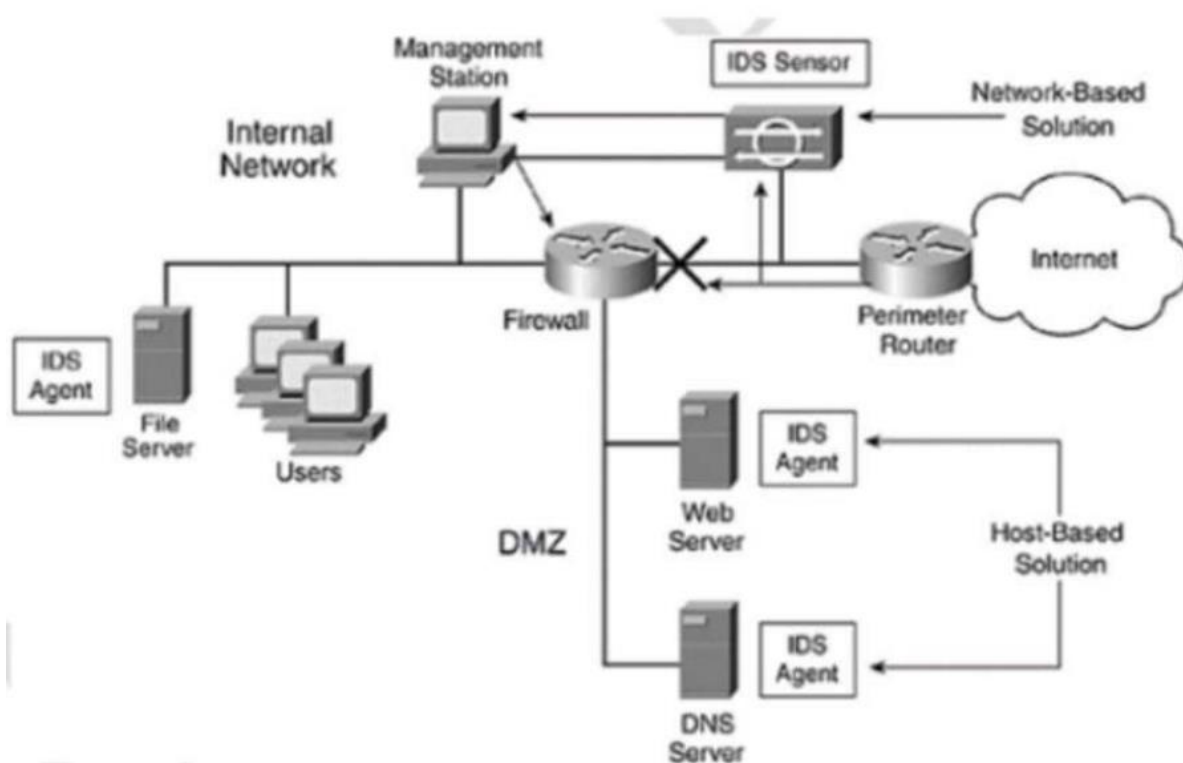 Management
Station
IDS Sensor
Network-Based
Solution
Internal
Network
Internet
Firewall
Perimeter
Router
IDS
Agent
File
Server
Users
IDS
Agent
Web
Server
DMZ
Host-Based
Solution
IDS
Agent
DNS
Server